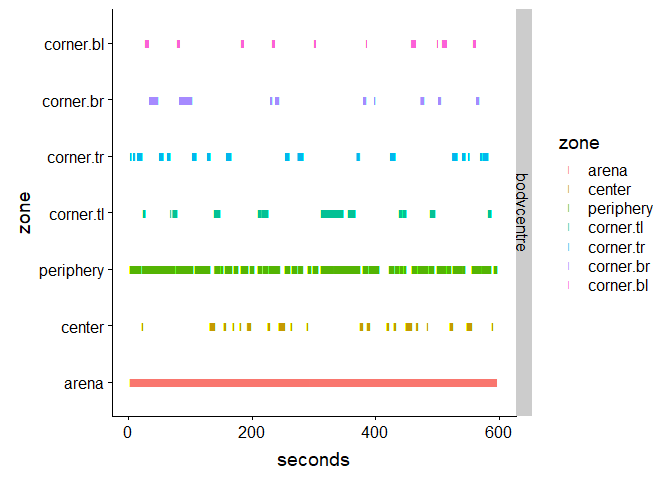 corner.bl
corner.br
corner.tr
corner.tl
periphery
center
arena
zone
0
200
400
600
seconds
bodycentre
zone
arena
center
periphery
corner.tl
corner.tr
corner.br
corner.bl